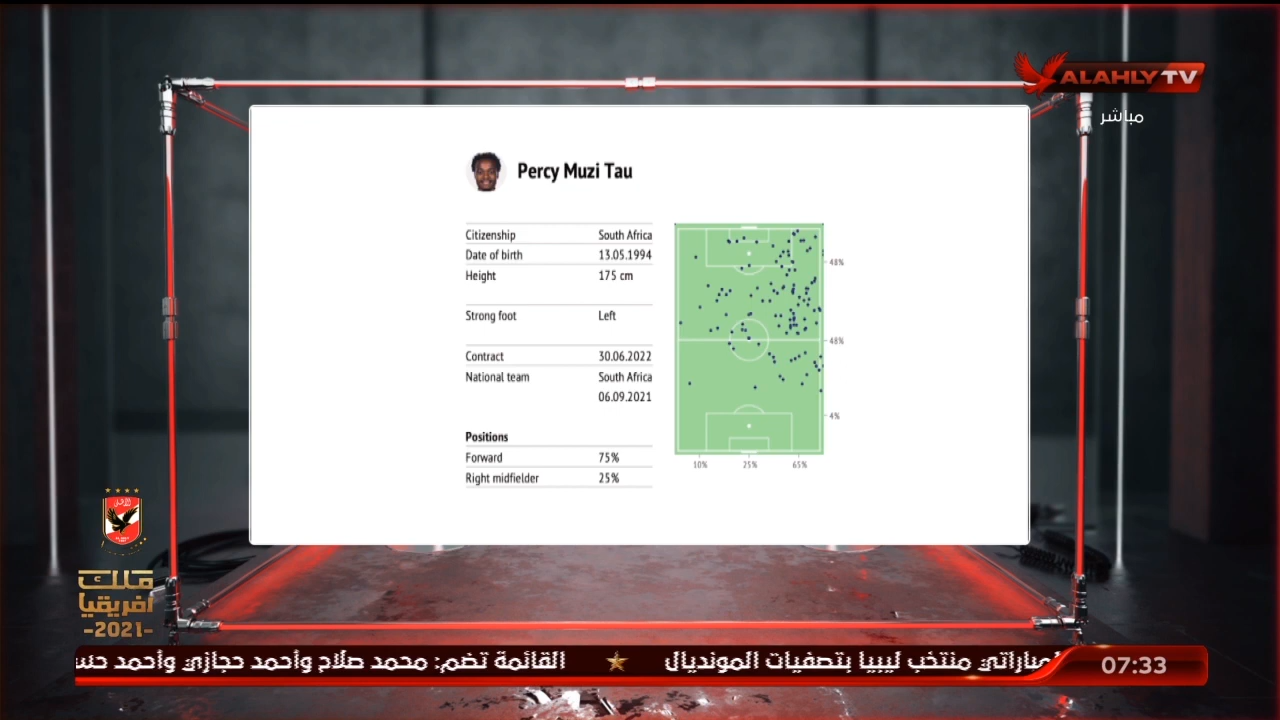 ALAHLY TV
مباشر
Percy Muzi Tau
Citizenship South Africa
Date of birth 13.05.1994
Height 175 cm
Strong foot Left
Contract 30.06.2022
National team South Africa
06.09.2021
Positions
Forward 75%
Right midfielder 25%
48%
48%
4%
10% 25% 65%
الأهلي
ملك
أفريقيا
-2021-
لمباراتي منتخب ليبيا بتصفيات المونديال ★ القائمة تضم: محمد صلاح وأحمد حجازي وأحمد
07:33